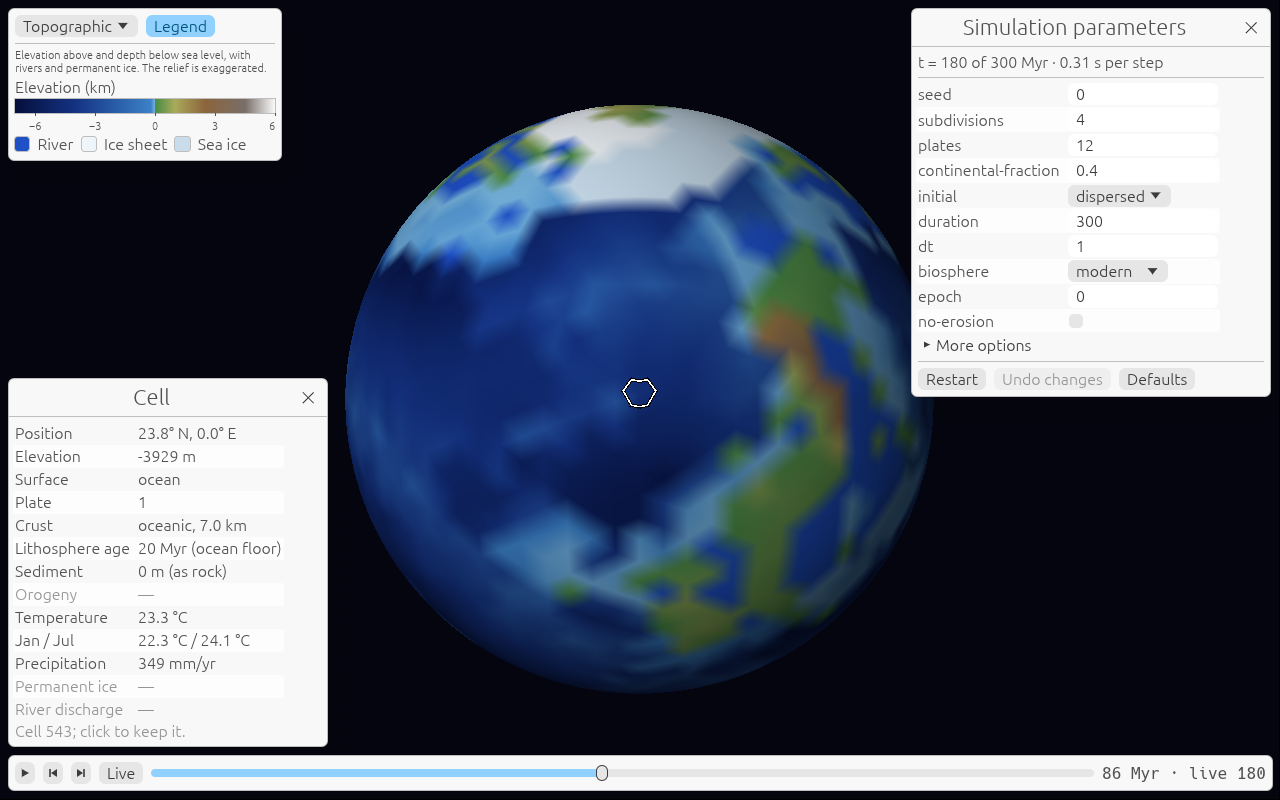 Topographic
Legend
Elevation above and depth below sea level, with
rivers and permanent ice. The relief is exaggerated.
Elevation (km)
−6 −3 0 3 6
River Ice sheet Sea ice
Simulation parameters
t = 180 of 300 Myr · 0.31 s per step
seed 0
subdivisions 4
plates 12
continental-fraction 0.4
initial dispersed
duration 300
dt 1
biosphere modern
epoch 0
no-erosion
More options
Restart Undo changes Defaults
Cell
Position 23.8° N, 0.0° E
Elevation -3929 m
Surface ocean
Plate 1
Crust oceanic, 7.0 km
Lithosphere age 20 Myr (ocean floor)
Sediment 0 m (as rock)
Orogeny —
Temperature 23.3 °C
Jan / Jul 22.3 °C / 24.1 °C
Precipitation 349 mm/yr
Permanent ice —
River discharge —
Cell 543; click to keep it.
Live
86 Myr · live 180